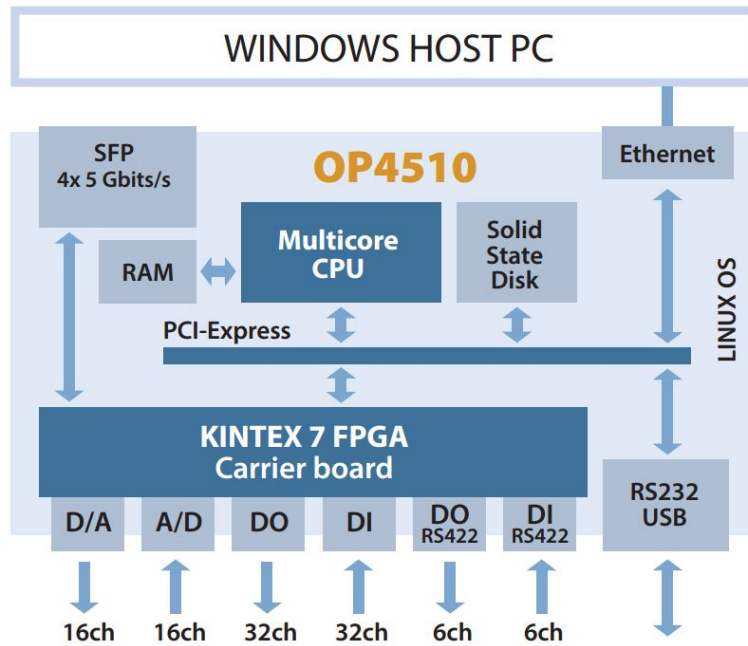 WINDOWS HOST PC
SFP
4x 5 Gbits/s
OP4510
Ethernet
Multicore
CPU
Solid
State
Disk
RAM
LINUX OS
PCI-Express
KINTEX 7 FPGA
Carrier board
RS232
USB
D/A
A/D
DO
DI
DO
RS422
DI
RS422
16ch
16ch
32ch
32ch
6ch
6ch